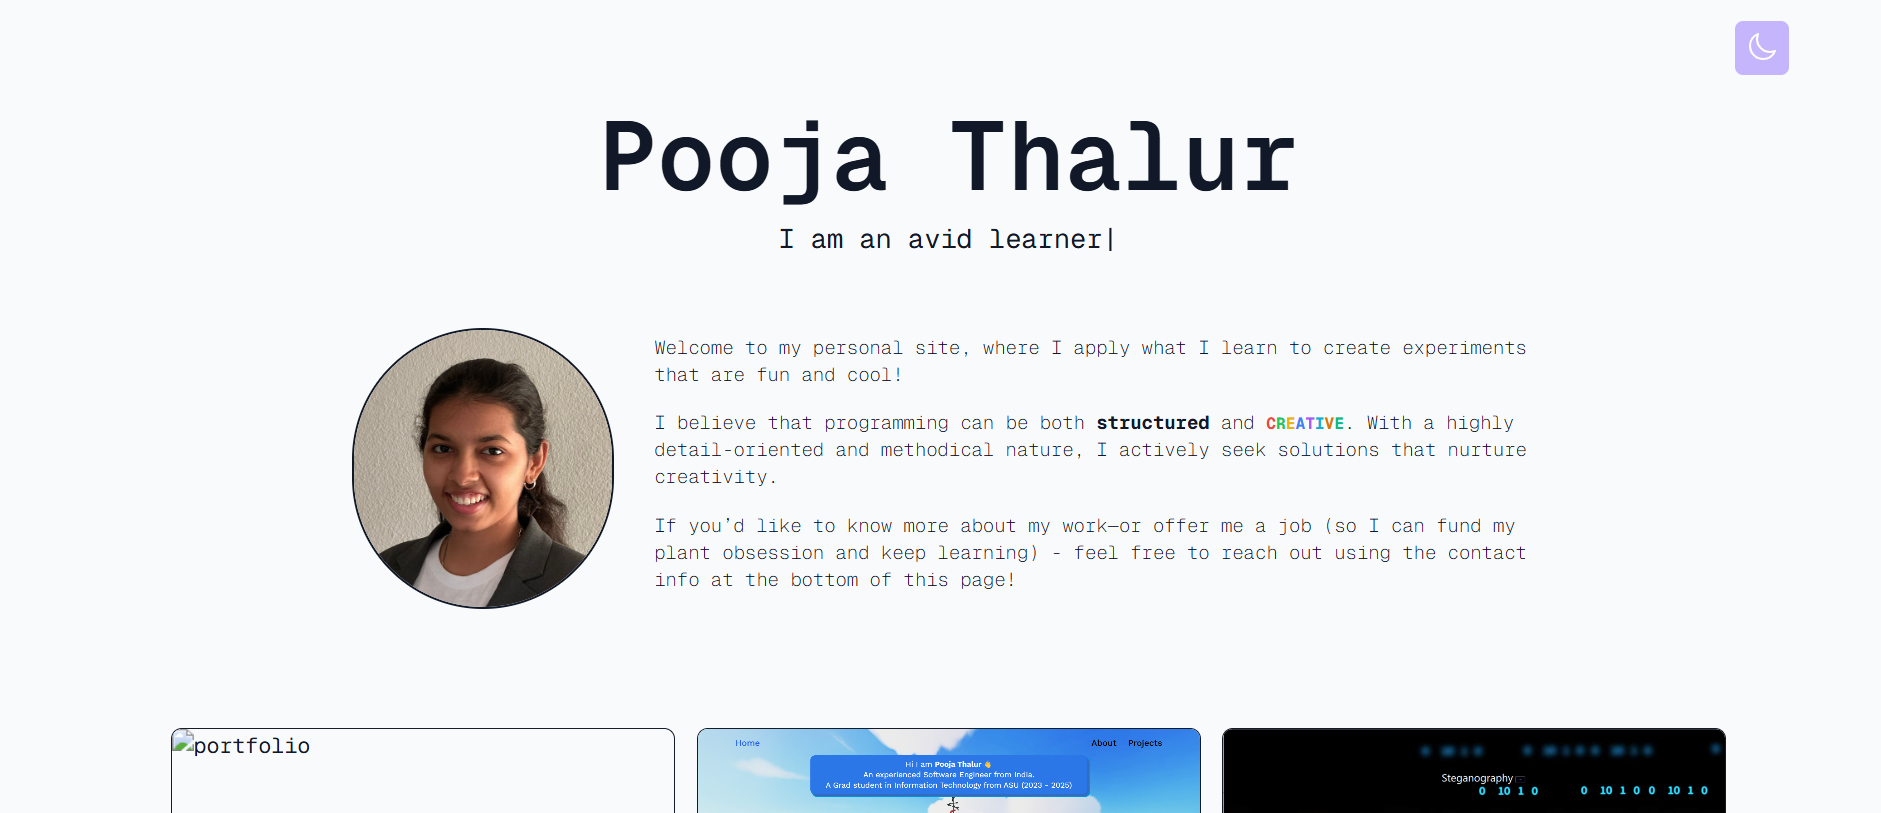 Pooja Thalur
I am an avid learner|
Welcome to my personal site, where I apply what I learn to create experiments
that are fun and cool!
I believe that programming can be both structured and CREATIVE. With a highly
detail-oriented and methodical nature, I actively seek solutions that nurture
creativity.
If you’d like to know more about my work—or offer me a job (so I can fund my
plant obsession and keep learning) - feel free to reach out using the contact
info at the bottom of this page!
portfolio
Home About Projects
Hi I am Pooja Thalur 👋
An experienced Software Engineer from India.
A Grad student in Information Technology from ASU (2023 - 2025)
Steganography
0 10 1 0 0 10 1 0 0 10 1 0